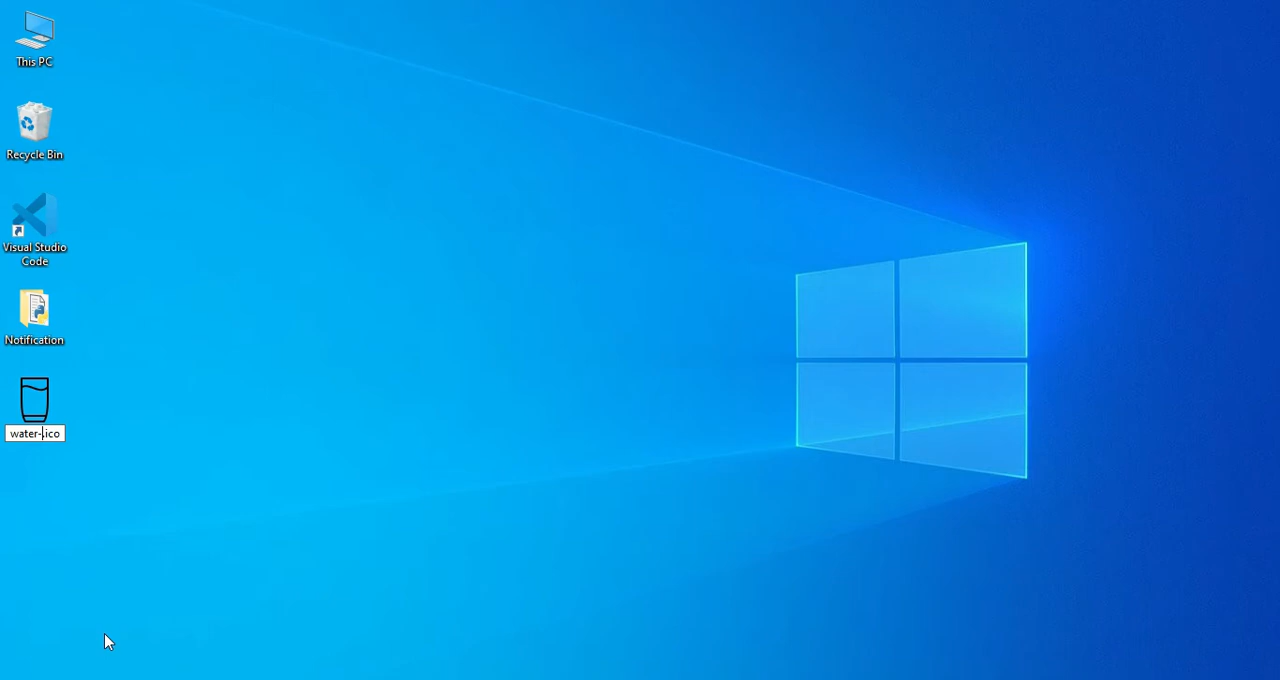 This PC
Recycle Bin
Visual Studio
Code
Notification
water-.ico